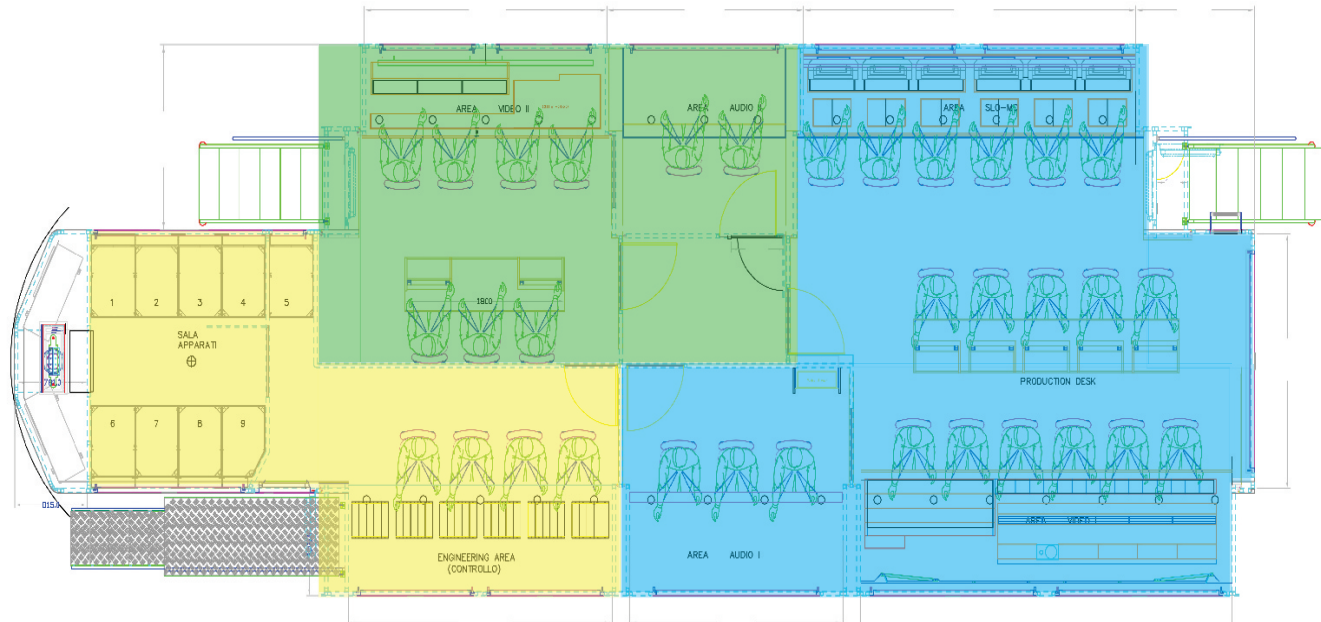 AREA VIDEO II
AREA AUDIO II
AREA SLO-MO
1 2 3 4 5
SALA
APPARATI
6 7 8 9
PRODUCTION DESK
ENGINEERING AREA
(CONTROLLO)
AREA AUDIO I
AREA VIDEO I